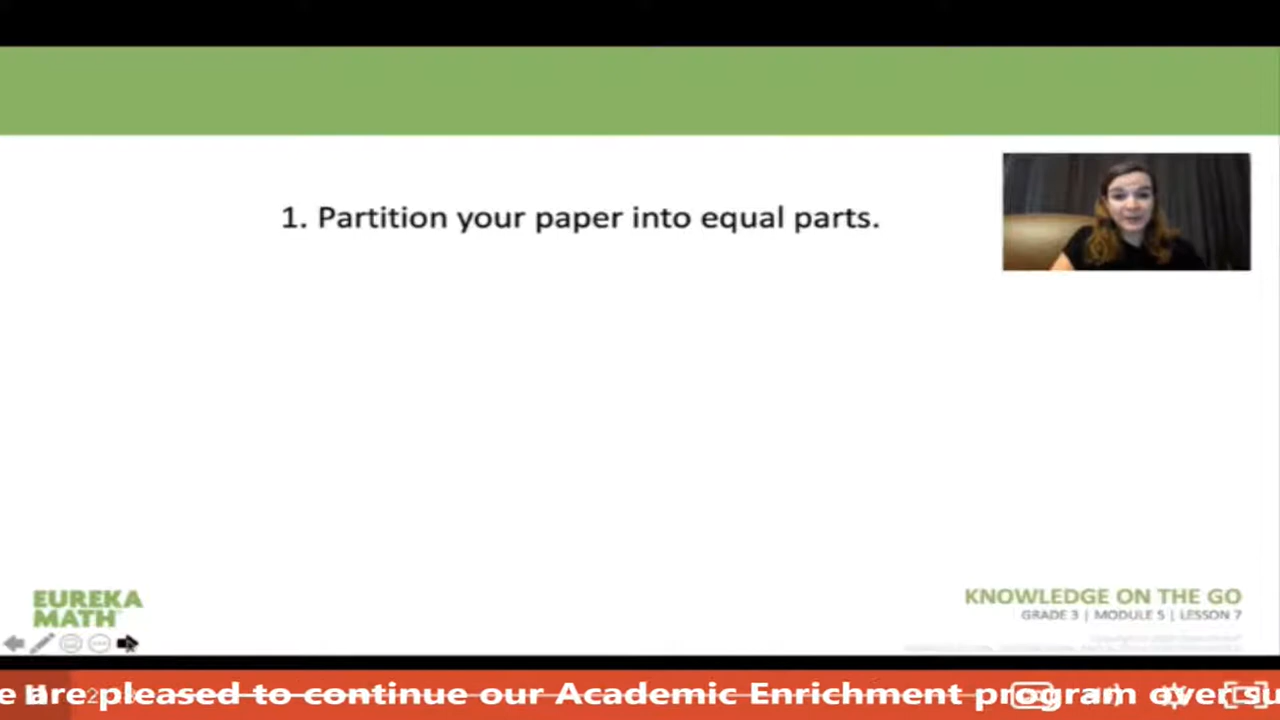 1. Partition your paper into equal parts.
EUREKA
MATH
KNOWLEDGE ON THE GO
GRADE 3 | MODULE 5 | LESSON 7
are pleased to continue our Academic Enrichment program over su